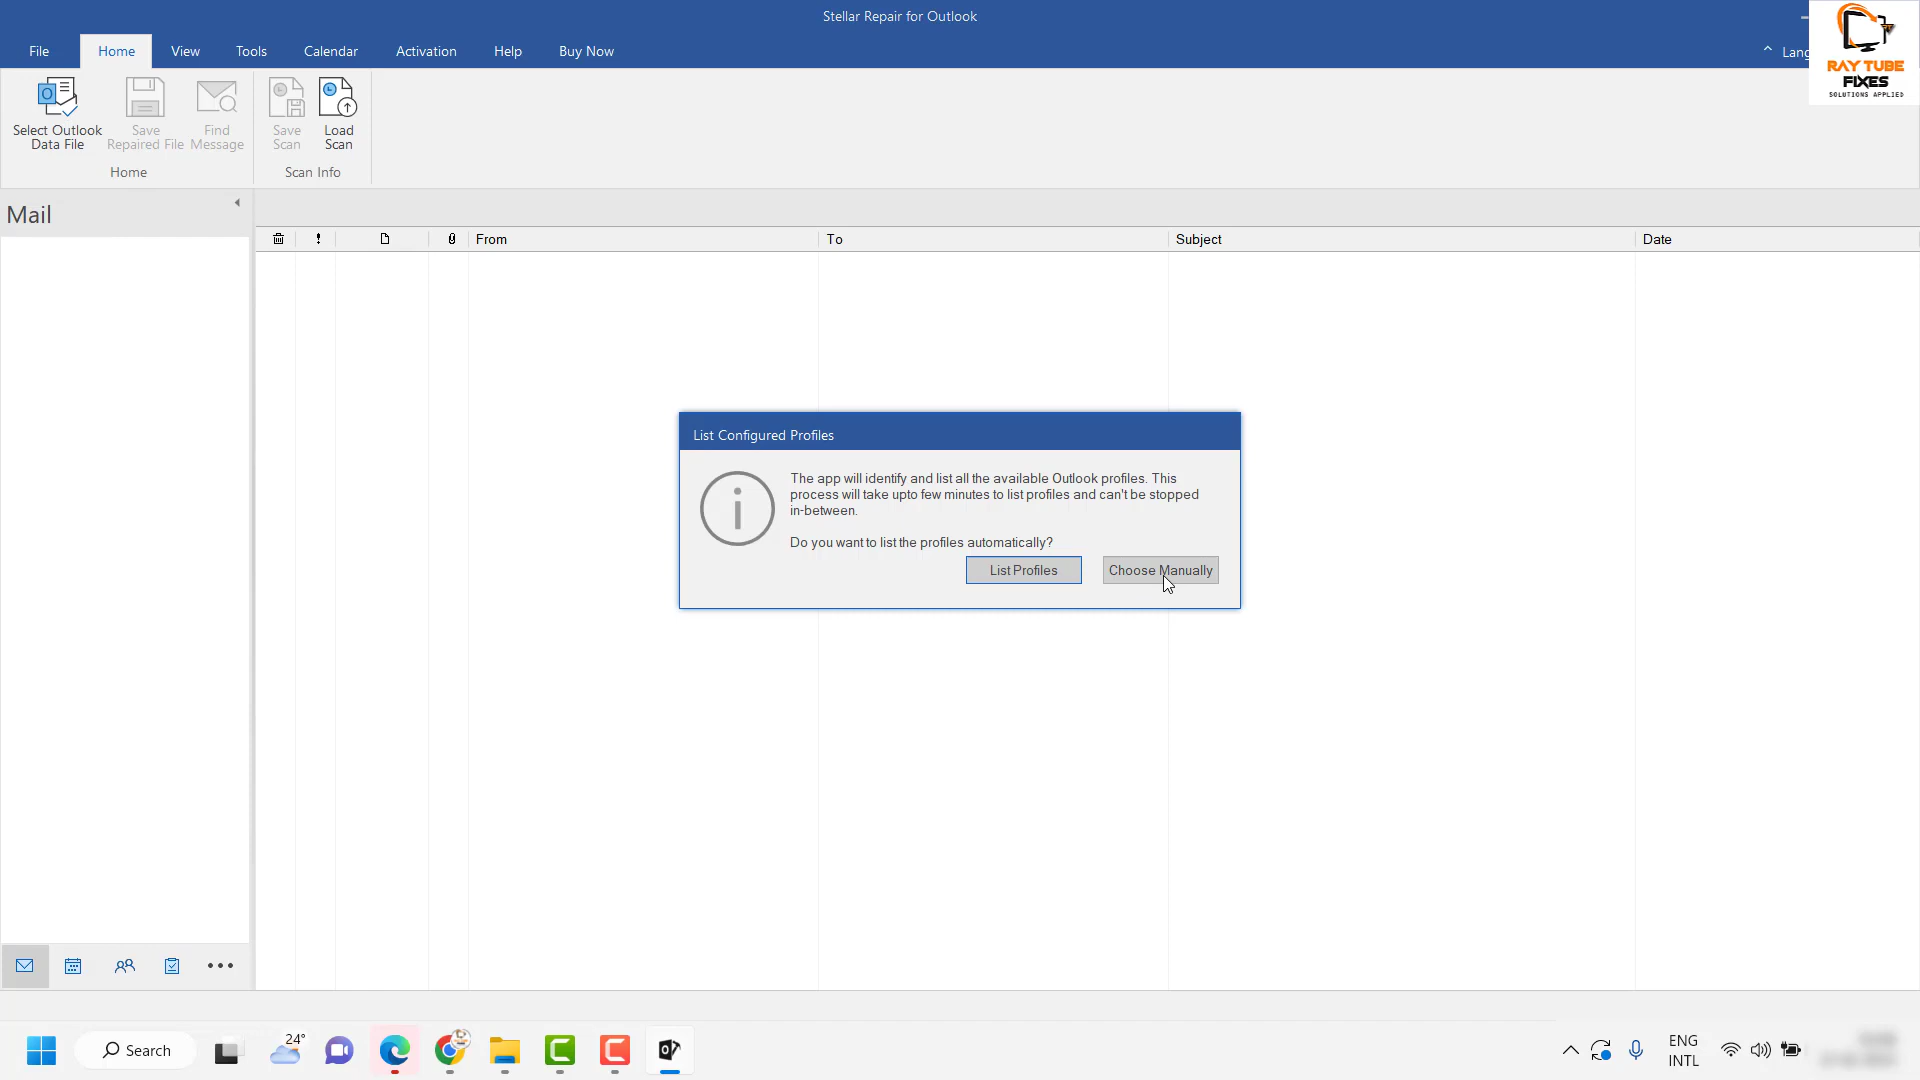 Stellar Repair for Outlook
File Home View Tools Calendar Activation Help Buy Now
Select Outlook
Data File
Save
Repaired File
Find
Message
Save
Scan
Load
Scan
Home
Scan Info
RAY TUBE
FIXES
SOLUTIONS APPLIED
Mail
From To Subject Date
List Configured Profiles
The app will identify and list all the available Outlook profiles. This
process will take upto few minutes to list profiles and can't be stopped
in-between.
Do you want to list the profiles automatically?
List Profiles Choose Manually
24°
Search
ENG
INTL